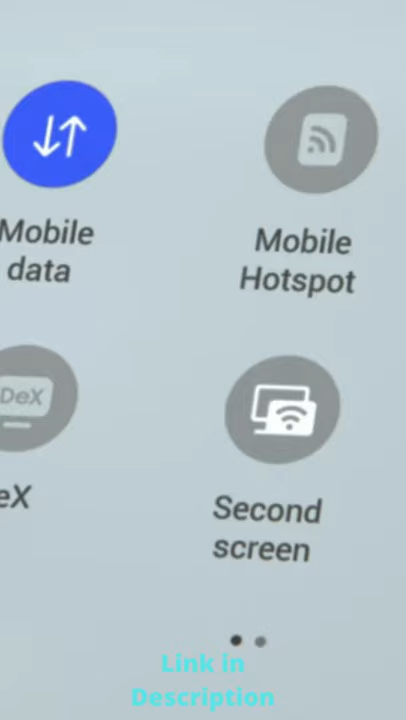 Mobile
data
Mobile
Hotspot
DeX
eX
Second
screen
Link in
Description